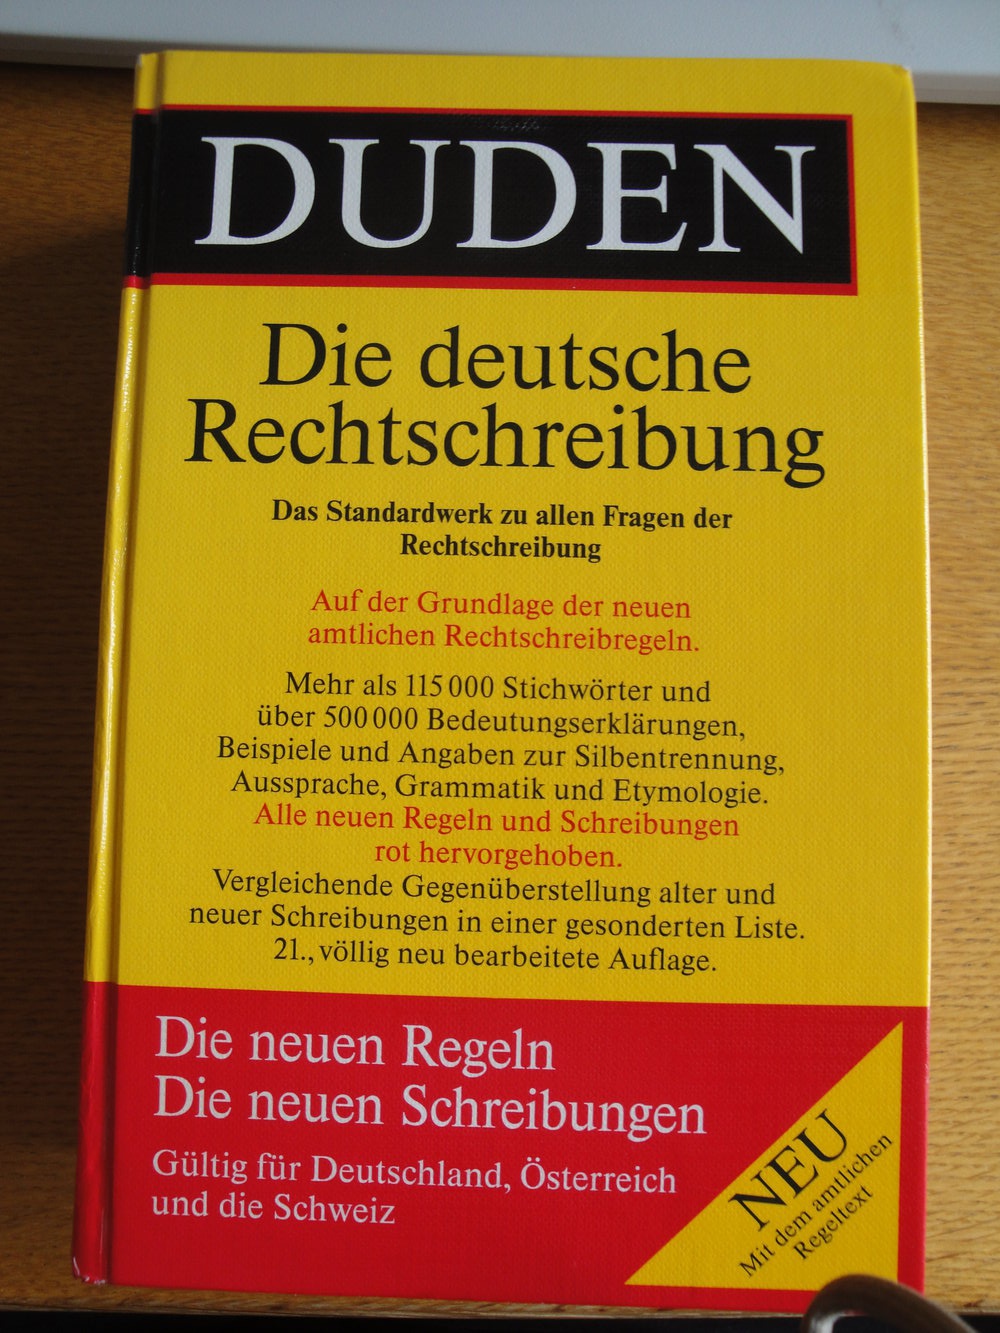 DUDEN
Die deutsche
Rechtschreibung
Das Standardwerk zu allen Fragen der
Rechtschreibung
Auf der Grundlage der neuen
amtlichen Rechtschreibregeln.
Mehr als 115 000 Stichwörter und
über 500 000 Bedeutungserklärungen,
Beispiele und Angaben zur Silbentrennung,
Aussprache, Grammatik und Etymologie.
Alle neuen Regeln und Schreibungen
rot hervorgehoben.
Vergleichende Gegenüberstellung alter und
neuer Schreibungen in einer gesonderten Liste.
21., völlig neu bearbeitete Auflage.
Die neuen Regeln
Die neuen Schreibungen
Gültig für Deutschland, Österreich
und die Schweiz
NEU
Mit dem amtlichen
Regeltext